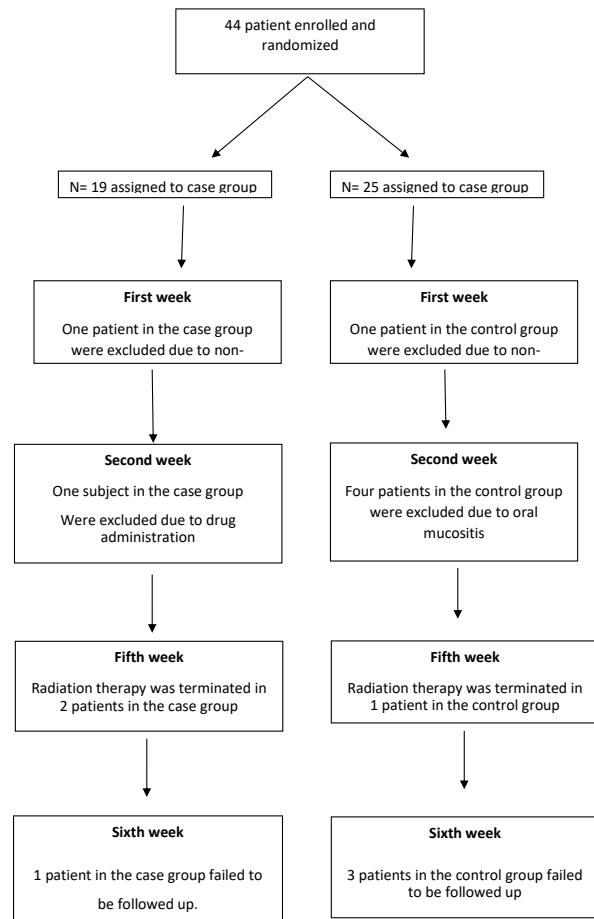 44 patient enrolled and
randomized
N= 19 assigned to case group
N= 25 assigned to case group
First week
One patient in the case group
were excluded due to non-
First week
One patient in the control group
were excluded due to non-
Second week
One subject in the case group
Were excluded due to drug
administration
Second week
Four patients in the control group
were excluded due to oral
mucositis
Fifth week
Radiation therapy was terminated in
2 patients in the case group
Fifth week
Radiation therapy was terminated in
1 patient in the control group
Sixth week
1 patient in the case group failed to
be followed up.
Sixth week
3 patients in the control group failed
to be followed up